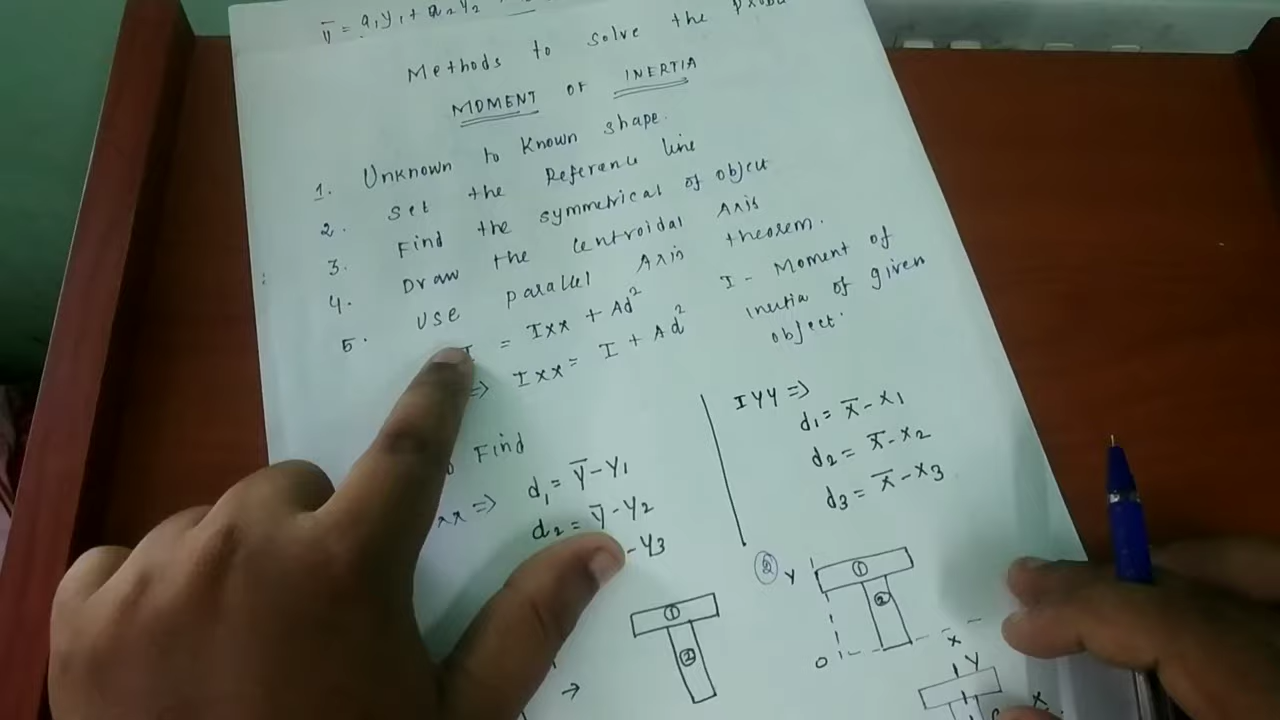 ȳ = a1y1 + a2y2
Methods to solve the
MOMENT OF INERTIA
1. Unknown to Known shape.
2. Set the Reference line
3. Find the symmetrical of object
4. Draw the centroidal Axis
5. Use parallel Axis theorem.
I = Ixx + Ad²
I - Moment of
inertia of given
object.
=> Ixx = I + Ad²
Find
xx => d1 = ȳ - y1
d2 = ȳ - y2
- y3
IYY =>
d1 = x̄ - x1
d2 = x̄ - x2
d3 = x̄ - x3
→
1
2
Y
1
2
O
X
Y
X